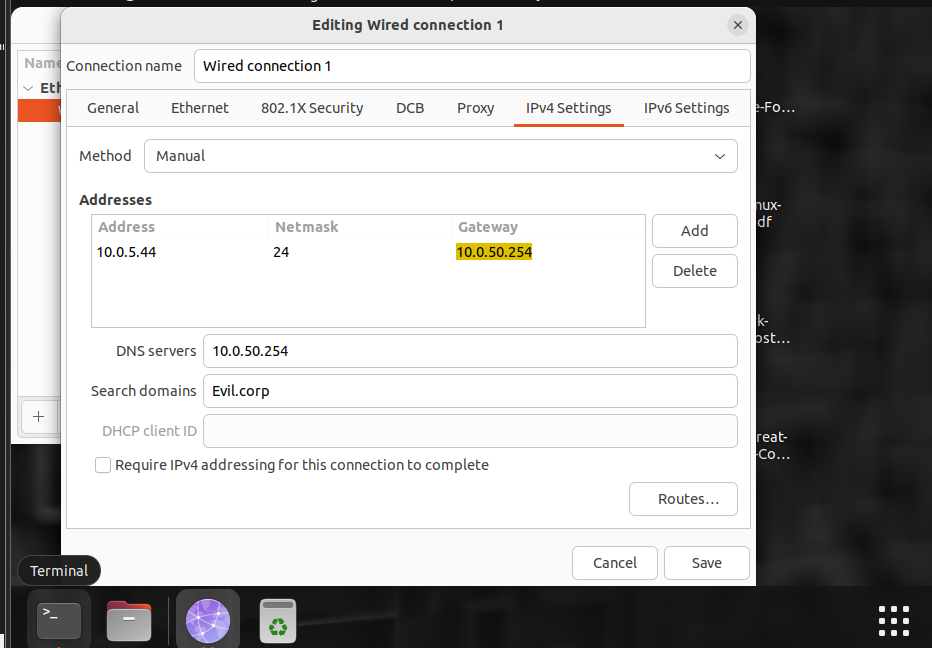 Editing Wired connection 1
Name
Connection name Wired connection 1
Eth
General Ethernet 802.1X Security DCB Proxy IPv4 Settings IPv6 Settings
e-Fo...
Method Manual
Addresses
nux-
df
Address Netmask Gateway
Add
10.0.5.44 24 10.0.50.254
Delete
k-
ost...
DNS servers 10.0.50.254
Search domains Evil.corp
DHCP client ID
reat-
-Co...
Require IPv4 addressing for this connection to complete
Routes...
Cancel Save
Terminal
>_